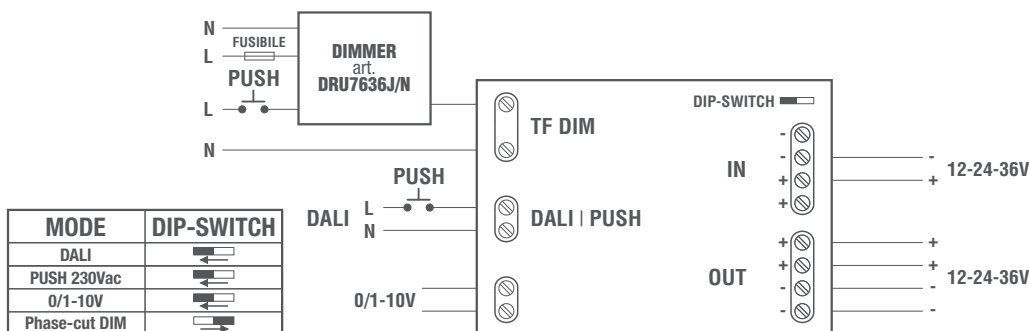 N
FUSIBILE
L
PUSH
L
DIMMER
art.
DRU7636J/N
N
DIP-SWITCH
TF DIM
-
-
+
+
IN
-
+
12-24-36V
PUSH
DALI
L
N
DALI | PUSH
0/1-10V
+
+
-
-
OUT
+
+
-
-
12-24-36V
MODE DIP-SWITCH
DALI
PUSH 230Vac
0/1-10V
Phase-cut DIM